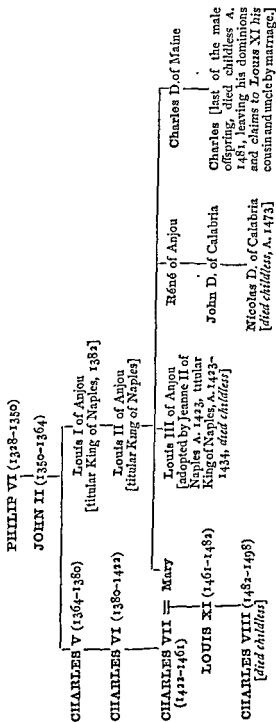 PHILIP VI (1328-1350)
JOHN II (1350-1364)
CHARLES V (1364-1380)
Louis I of Anjou
[titular King of Naples, 1382]
CHARLES VI (1380-1422)
Louis II of Anjou
[titular King of Naples]
CHARLES VII = Mary
(1422-1461)
Louis III of Anjou
[adopted by Jeanne II of
Naples A. 1423, titular
King of Naples, A. 1423-
1434, died childless]
Réné of Anjou
Charles D. of Maine
LOUIS XI (1461-1482)
John D. of Calabria
Charles [last of the male
offspring, died childless A.
1481, leaving his dominions
and claims to Louis XI his
cousin and uncle by marriage.]
CHARLES VIII (1482-1498)
[died childless]
Nicolas D. of Calabria
[died childless, A. 1473]